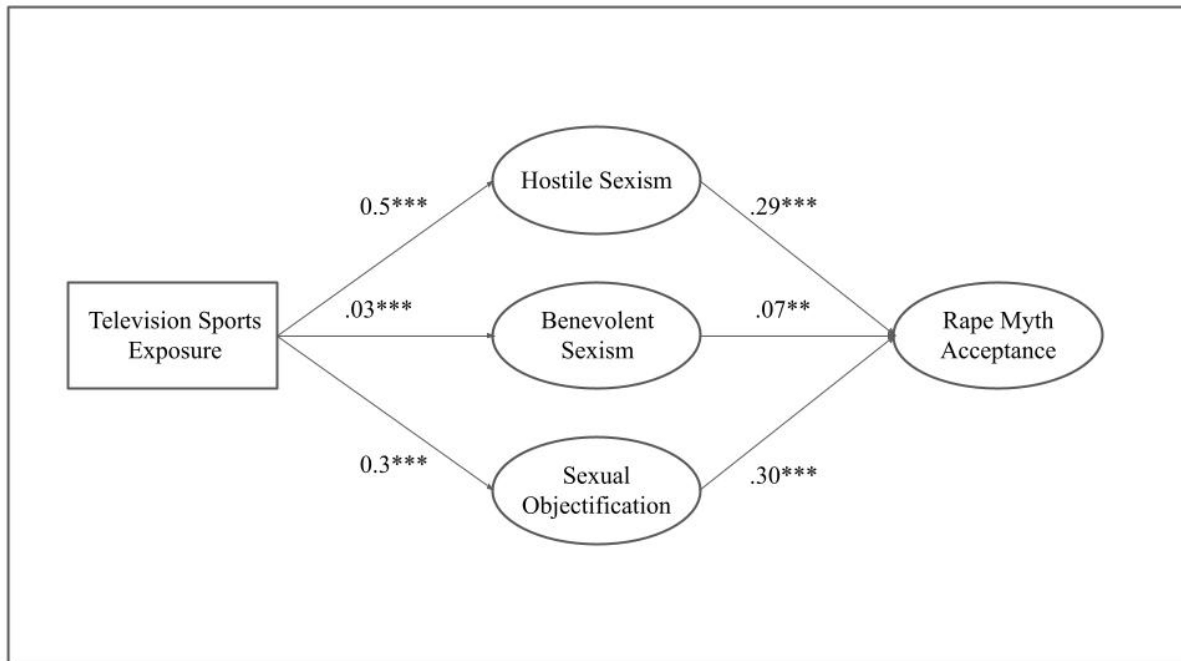 Hostile Sexism
0.5***
.29***
Television Sports
Exposure
.03***
Benevolent
Sexism
.07**
Rape Myth
Acceptance
0.3***
Sexual
Objectification
.30***